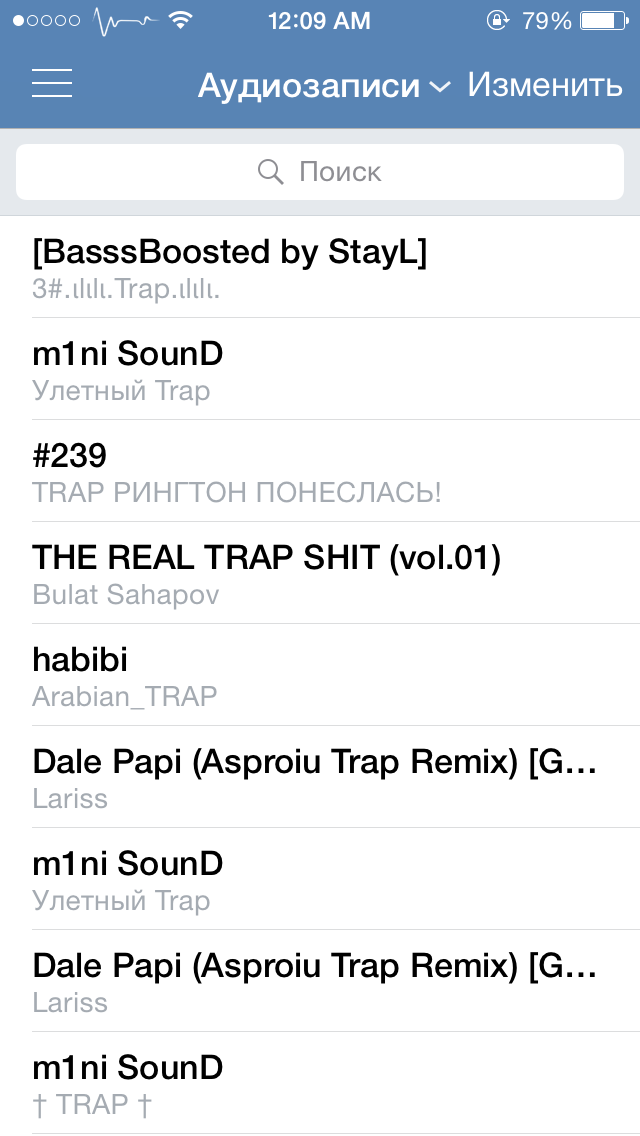 12:09 AM 79%
Аудиозаписи Изменить
Поиск
[BasssBoosted by StayL]
3#.ılılı.Trap.ılılı.
m1ni SounD
Улетный Trap
#239
TRAP РИНГТОН ПОНЕСЛАСЬ!
THE REAL TRAP SHIT (vol.01)
Bulat Sahapov
habibi
Arabian_TRAP
Dale Papi (Asproiu Trap Remix) [G...
Lariss
m1ni SounD
Улетный Trap
Dale Papi (Asproiu Trap Remix) [G...
Lariss
m1ni SounD
† TRAP †